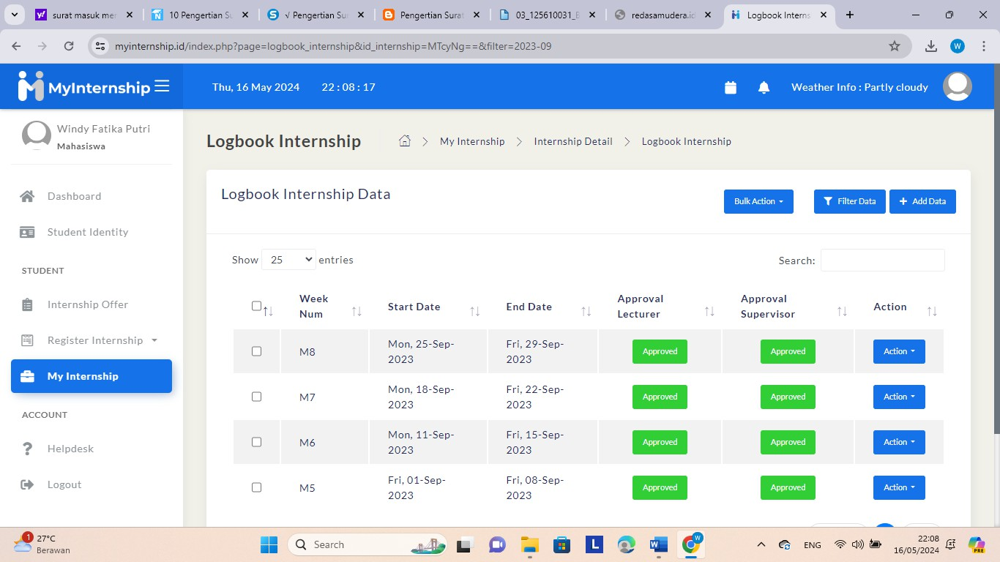 surat masuk me
10 Pengertian Su
√ Pengertian Su
Pengertian Surat
03_125610031_B
redasamudera.id
Logbook Interns
myinternship.id/index.php?page=logbook_internship&id_internship=MTcyNg==&filter=2023-09
W
MyInternship
Thu, 16 May 2024
22 : 08 : 17
Weather Info : Partly cloudy
Windy Fatika Putri
Mahasiswa
Dashboard
Student Identity
STUDENT
Internship Offer
Register Internship
My Internship
ACCOUNT
Helpdesk
Logout
Logbook Internship
My Internship
Internship Detail
Logbook Internship
Logbook Internship Data
Bulk Action
Filter Data
Add Data
Show 25 entries
Search:
Week Num
Start Date
End Date
Approval Lecturer
Approval Supervisor
Action
M8
Mon, 25-Sep-2023
Fri, 29-Sep-2023
Approved
Approved
Action
M7
Mon, 18-Sep-2023
Fri, 22-Sep-2023
Approved
Approved
Action
M6
Mon, 11-Sep-2023
Fri, 15-Sep-2023
Approved
Approved
Action
M5
Fri, 01-Sep-2023
Fri, 08-Sep-2023
Approved
Approved
Action
1
27°C
Berawan
Search
L
W
W
ENG
22:08
16/05/2024
PRE